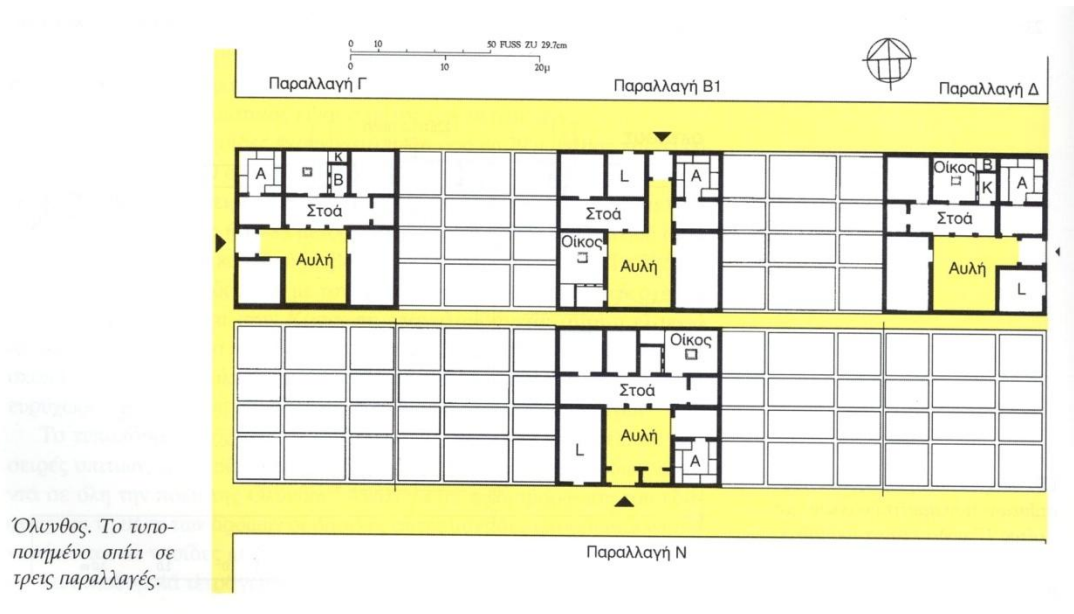 0 10 50 FUSS ZU 29.7cm
0 10 20μ
Παραλλαγή Γ
Παραλλαγή Β1
Παραλλαγή Δ
Α
Κ
Β
Στοά
Αυλή
L
Α
Στοά
Οίκος
Αυλή
Οίκος
Β
Κ
Α
Στοά
Αυλή
L
Οίκος
Στοά
Αυλή
L
Α
Παραλλαγή Ν
Όλυνθος. Το τυπο-
ποιημένο σπίτι σε
τρεις παραλλαγές.